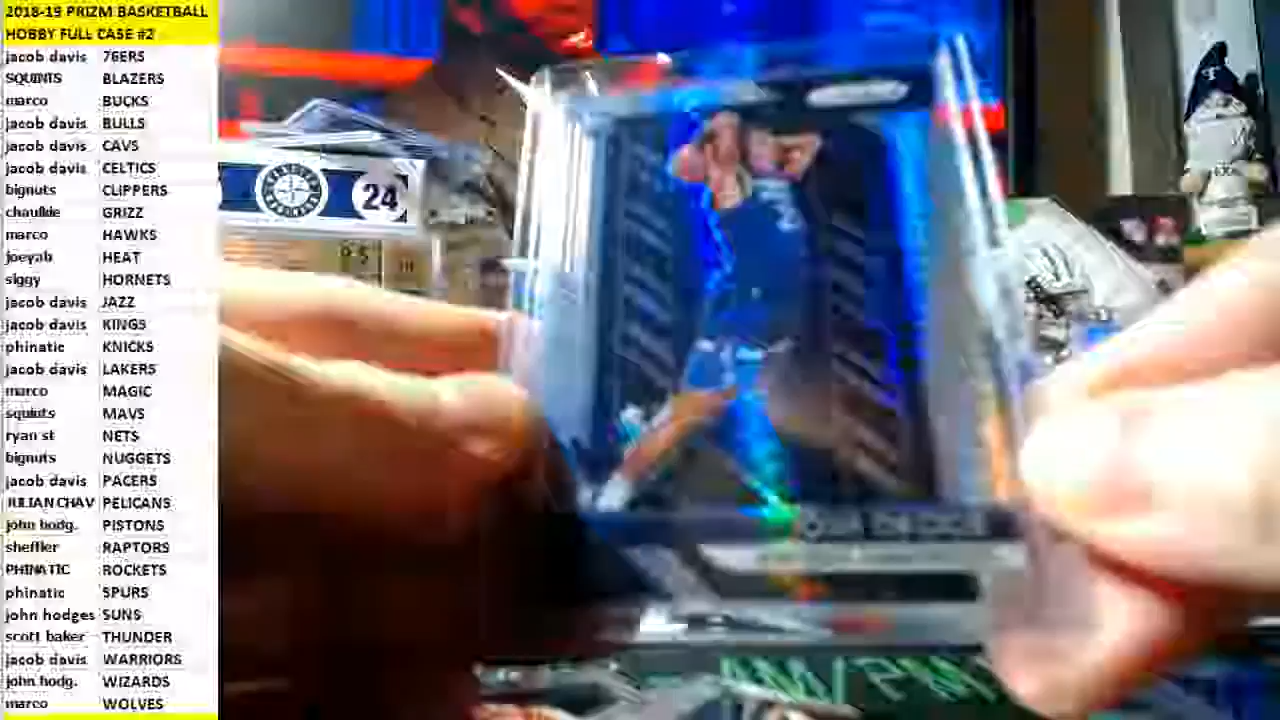 2018-19 PRIZM BASKETBALL
HOBBY FULL CASE #2
jacob davis 76ERS
SQUINTS BLAZERS
marco BUCKS
jacob davis BULLS
jacob davis CAVS
jacob davis CELTICS
bignuts CLIPPERS
chaulkie GRIZZ
marco HAWKS
joeyah HEAT
siggy HORNETS
jacob davis JAZZ
jacob davis KINGS
phinatic KNICKS
jacob davis LAKERS
marco MAGIC
squints MAVS
ryan st NETS
bignuts NUGGETS
jacob davis PACERS
JULIAN CHAV PELICANS
john hodg. PISTONS
sheffler RAPTORS
PHINATIC ROCKETS
phinatic SPURS
john hodges SUNS
scott baker THUNDER
jacob davis WARRIORS
john hodg. WIZARDS
marco WOLVES
24
AM/PM